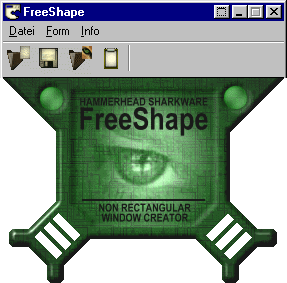 FreeShape
Datei Form Info
HAMMERHEAD SHARKWARE
FreeShape
NON RECTANGULAR
WINDOW CREATOR